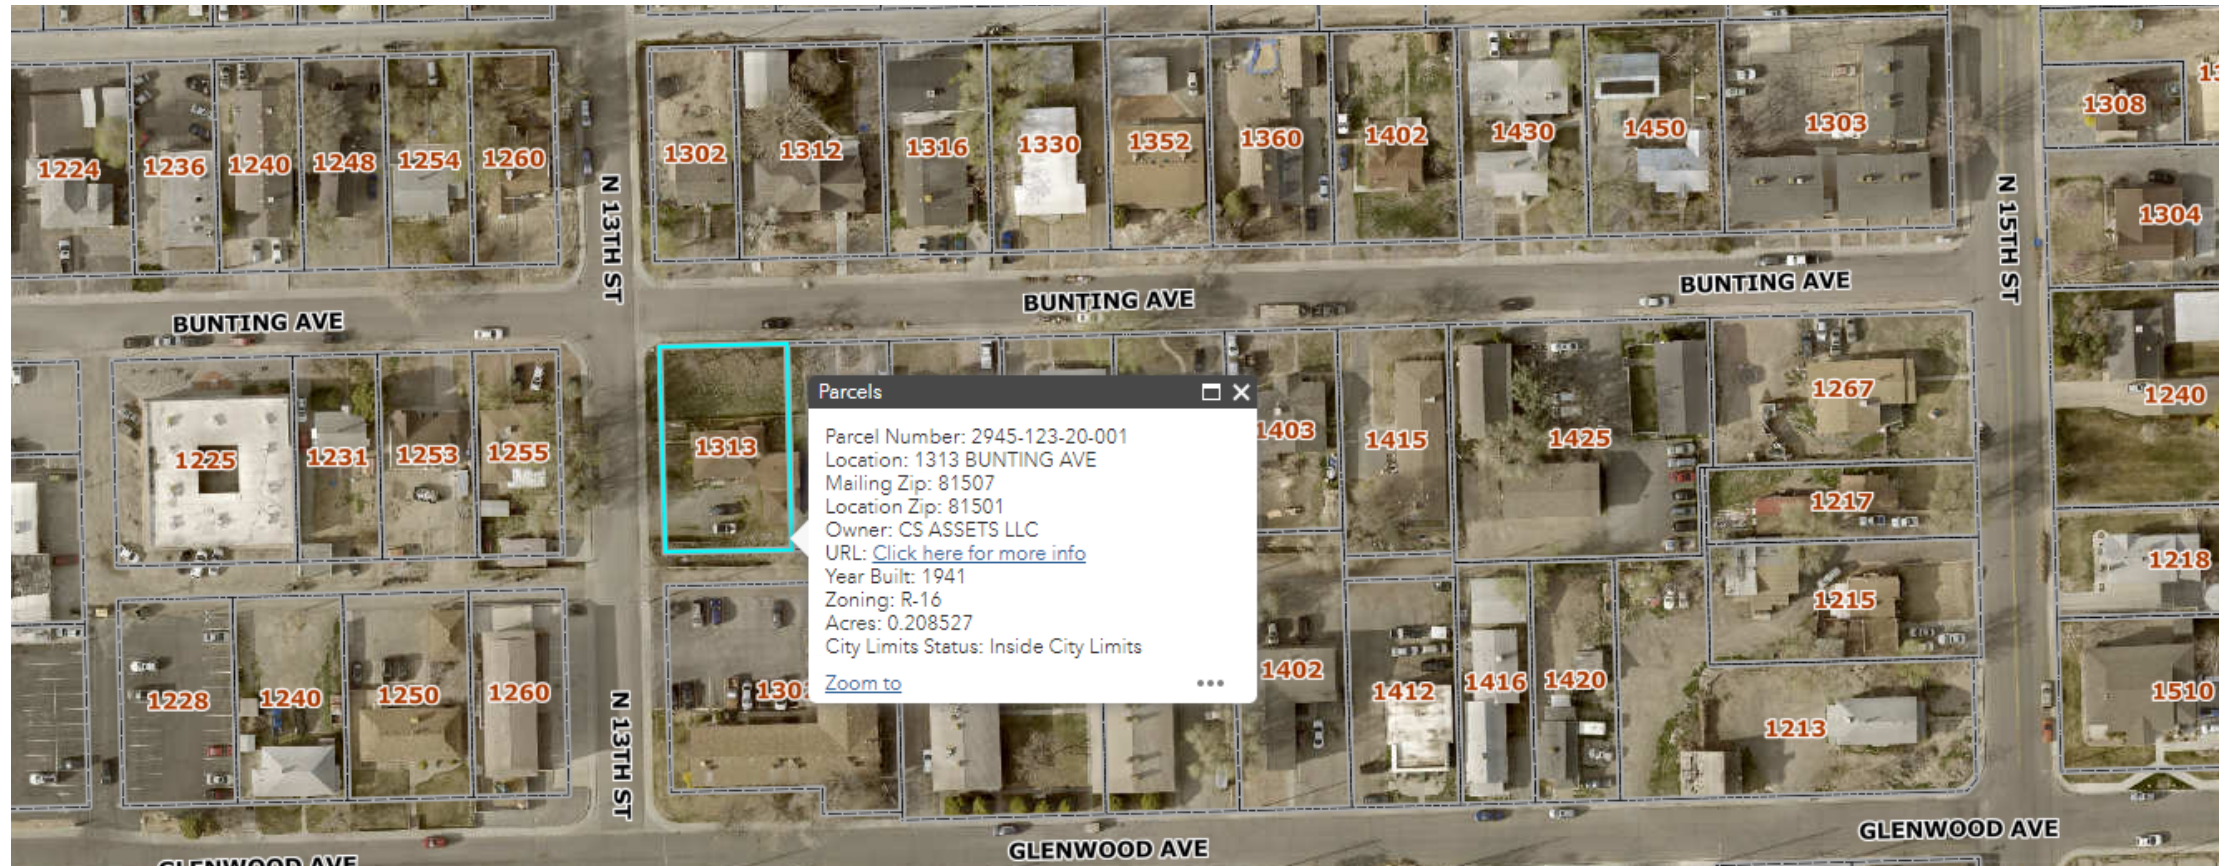 1308
1224
1236
1240
1248
1254
1260
1302
1312
1316
1330
1352
1360
1402
1430
1450
1303
1304
N 13TH ST
N 15TH ST
BUNTING AVE
BUNTING AVE
BUNTING AVE
1225
1231
1253
1255
1313
1403
1415
1425
1267
1240
1217
1218
1215
Parcels
Parcel Number: 2945-123-20-001
Location: 1313 BUNTING AVE
Mailing Zip: 81507
Location Zip: 81501
Owner: CS ASSETS LLC
URL: Click here for more info
Year Built: 1941
Zoning: R-16
Acres: 0.208527
City Limits Status: Inside City Limits
Zoom to
1228
1240
1250
1260
N 13TH ST
1402
1412
1416
1420
1213
1510
GLENWOOD AVE
GLENWOOD AVE
GLENWOOD AVE